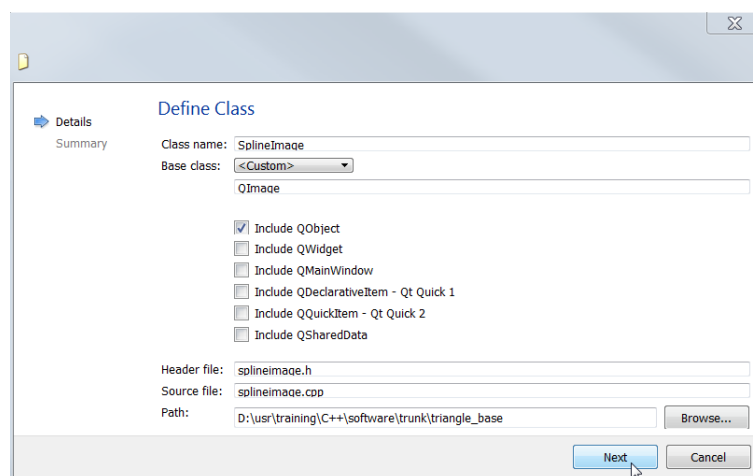 Define Class
Details
Summary
Class name: SplineImage
Base class: <Custom>
QImage
Include QObject
Include QWidget
Include QMainWindow
Include QDeclarativeItem - Qt Quick 1
Include QQuickItem - Qt Quick 2
Include QSharedData
Header file: splineimage.h
Source file: splineimage.cpp
Path: D:\usr\training\C++\software\trunk\triangle_base Browse...
Next Cancel